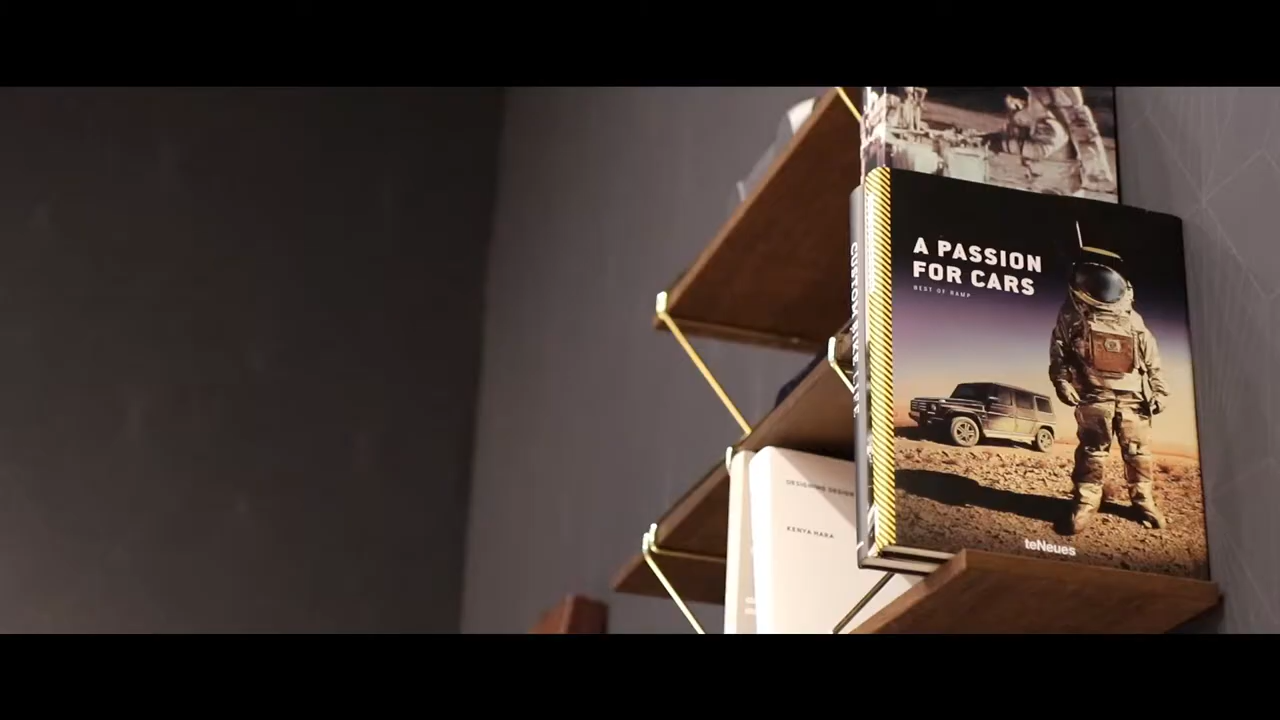 A PASSION
FOR CARS
BEST OF RAMP
teNeues
CUSTOM BIKE LIFE
DESIGNING DESIGN
KENYA HARA